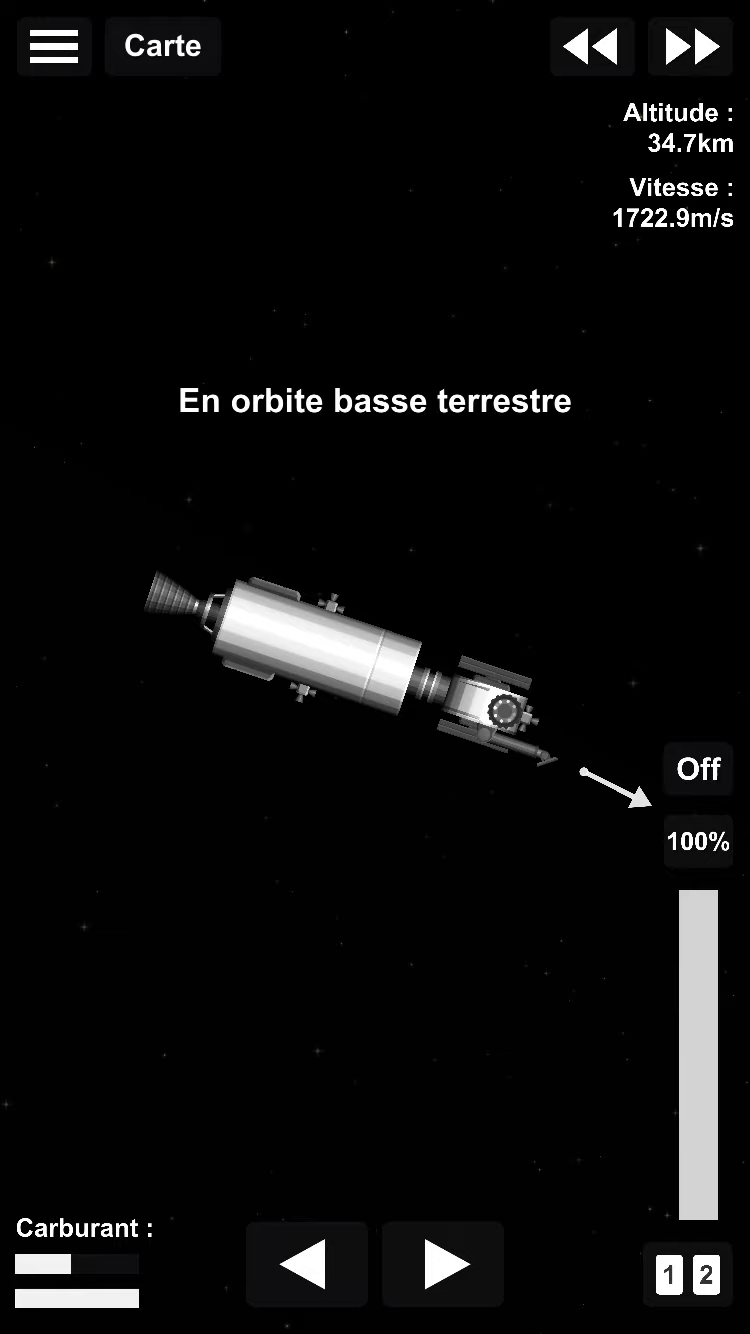 Carte
Altitude :
34.7km
Vitesse :
1722.9m/s
En orbite basse terrestre
Off
100%
Carburant :
1 2